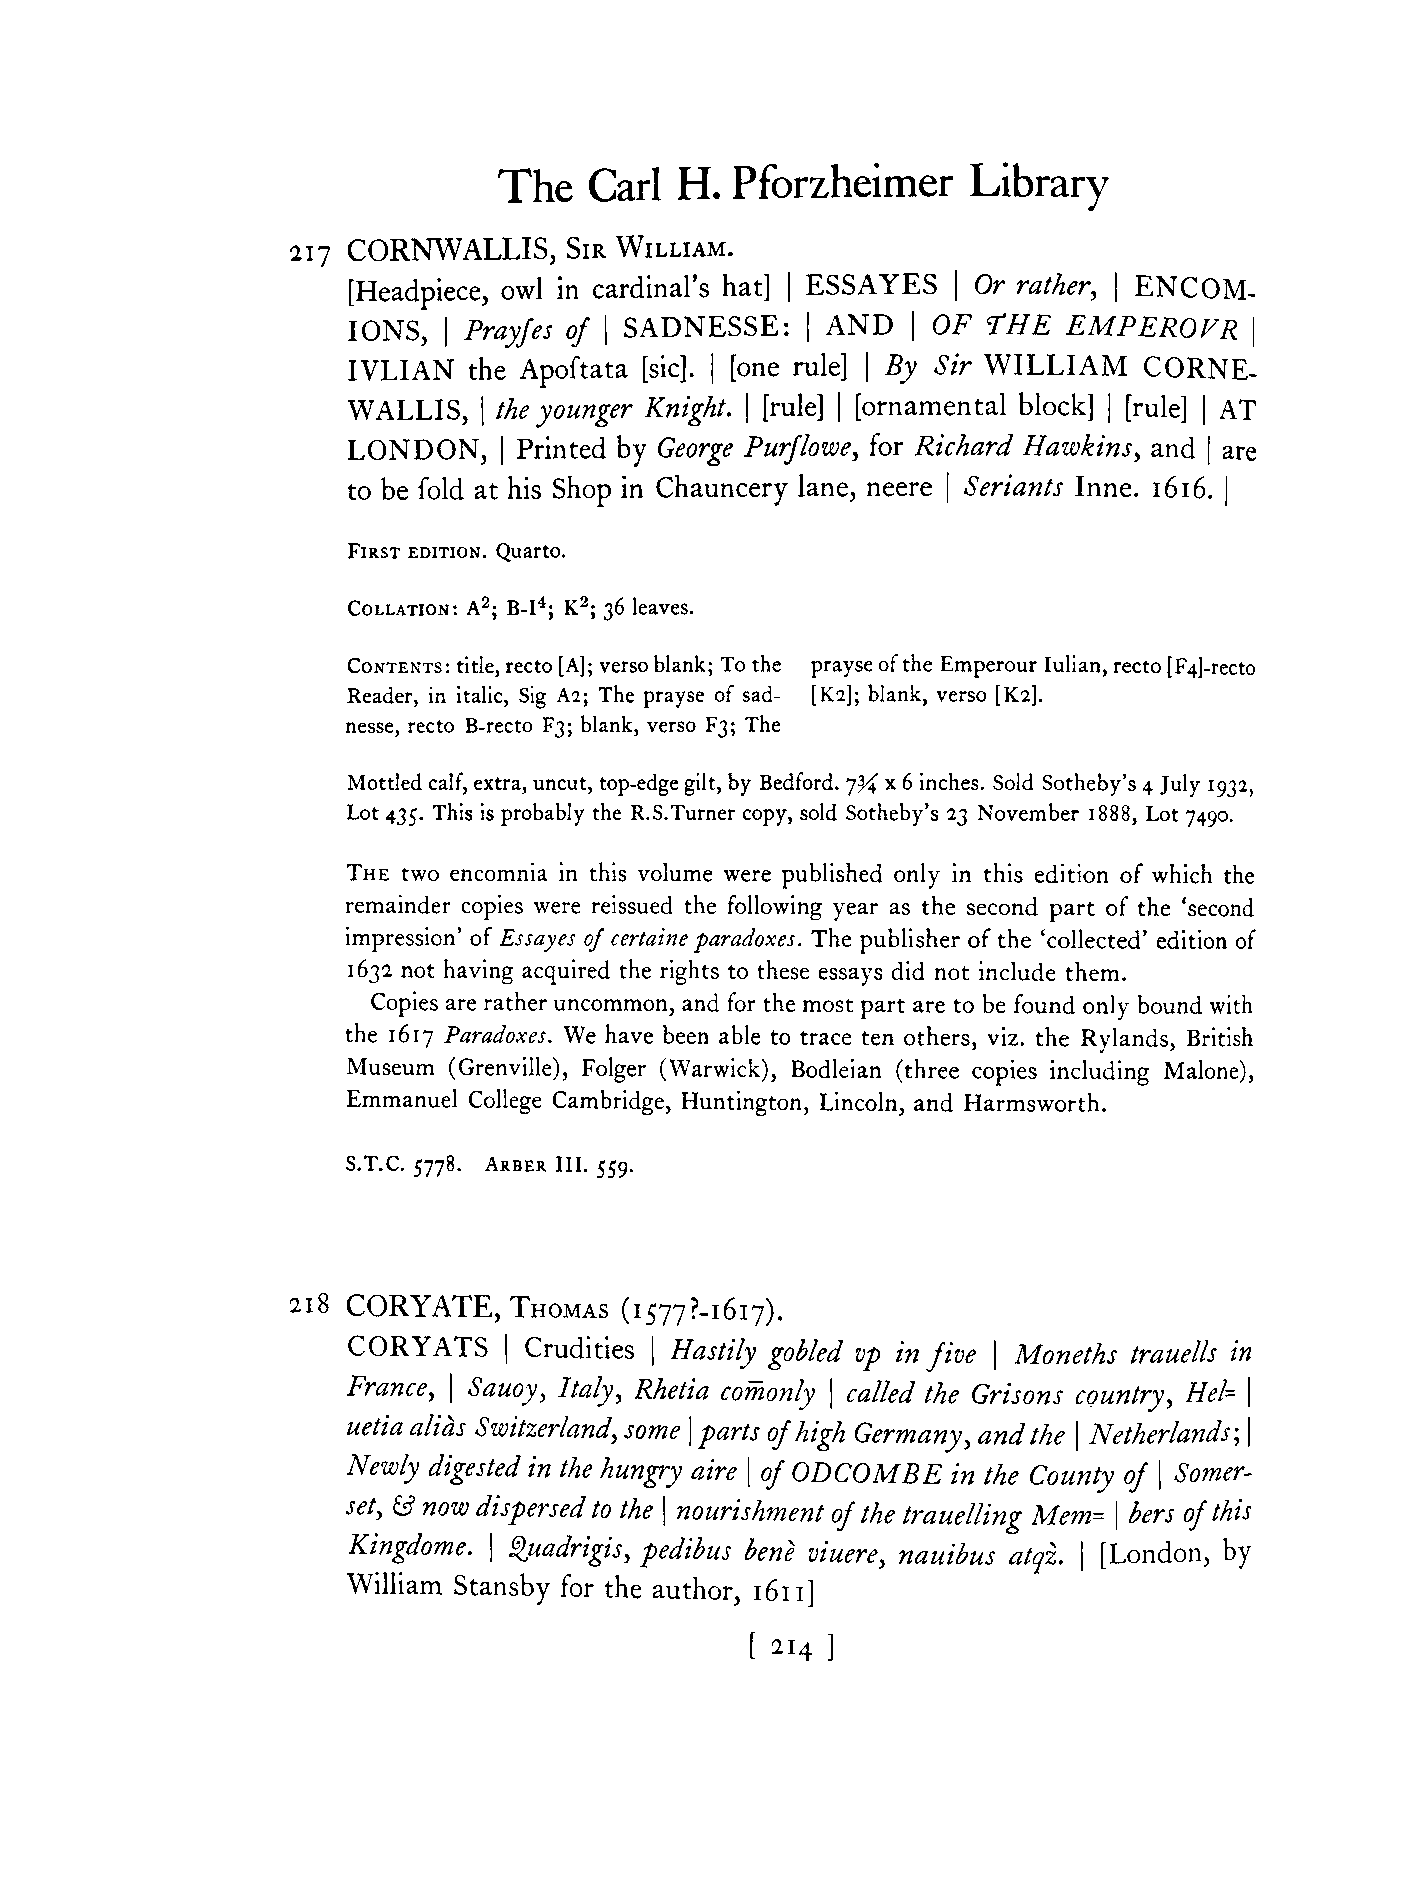 The Carl H. Pforzheimer Library
217 CORNWALLIS, SIR WILLIAM.
[Headpiece, owl in cardinal's hat] | ESSAYES | Or rather, | ENCOM-
IONS, | Prayſes of | SADNESSE: | AND | OF THE EMPEROVR |
IVLIAN the Apoſtata [sic]. | [one rule] | By Sir WILLIAM CORNE-
WALLIS, | the younger Knight. | [rule] | [ornamental block] | [rule] | AT
LONDON, | Printed by George Purſlowe, for Richard Hawkins, and | are
to be ſold at his Shop in Chauncery lane, neere | Seriants Inne. 1616. |
FIRST EDITION. Quarto.
COLLATION: A²; B-I⁴; K²; 36 leaves.
CONTENTS: title, recto [A]; verso blank; To the
Reader, in italic, Sig A2; The prayse of sad-
nesse, recto B-recto F3; blank, verso F3; The
prayse of the Emperour Iulian, recto [F4]-recto
[K2]; blank, verso [K2].
Mottled calf, extra, uncut, top-edge gilt, by Bedford. 7¾ x 6 inches. Sold Sotheby's 4 July 1932,
Lot 435. This is probably the R.S.Turner copy, sold Sotheby's 23 November 1888, Lot 7490.
THE two encomnia in this volume were published only in this edition of which the
remainder copies were reissued the following year as the second part of the 'second
impression' of Essayes of certaine paradoxes. The publisher of the 'collected' edition of
1632 not having acquired the rights to these essays did not include them.
Copies are rather uncommon, and for the most part are to be found only bound with
the 1617 Paradoxes. We have been able to trace ten others, viz. the Rylands, British
Museum (Grenville), Folger (Warwick), Bodleian (three copies including Malone),
Emmanuel College Cambridge, Huntington, Lincoln, and Harmsworth.
S.T.C. 5778. ARBER III. 559.
218 CORYATE, THOMAS (1577?-1617).
CORYATS | Crudities | Hastily gobled vp in five | Moneths trauells in
France, | Sauoy, Italy, Rhetia com̄only | called the Grisons country, Hel= |
uetia aliàs Switzerland, some | parts of high Germany, and the | Netherlands; |
Newly digested in the hungry aire | of ODCOMBE in the County of | Somer-
set, & now dispersed to the | nourishment of the trauelling Mem= | bers of this
Kingdome. | Quadrigis, pedibus benè viuere, nauibus atqz̀. | [London, by
William Stansby for the author, 1611]
[ 214 ]